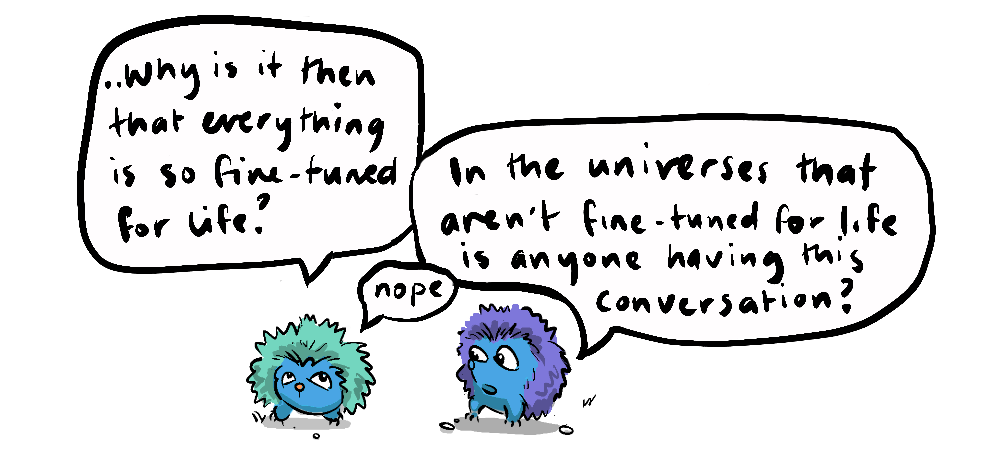 ..Why is it then
that everything
is so fine-tuned
for life?
In the universes that
aren't fine-tuned for life
is anyone having this
conversation?
nope